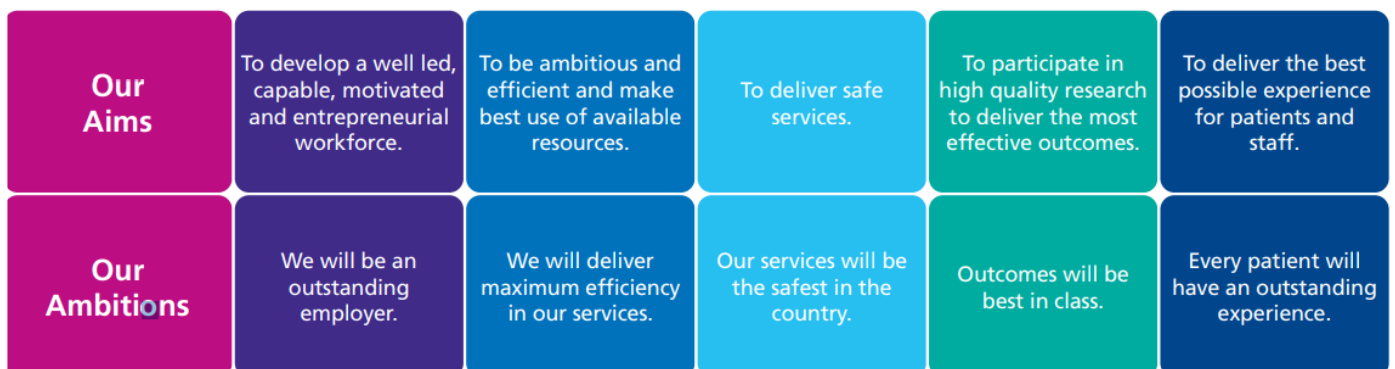 Our
Aims
To develop a well led,
capable, motivated
and entrepreneurial
workforce.
To be ambitious and
efficient and make
best use of available
resources.
To deliver safe
services.
To participate in
high quality research
to deliver the most
effective outcomes.
To deliver the best
possible experience
for patients and
staff.
Our
Ambitions
We will be an
outstanding
employer.
We will deliver
maximum efficiency
in our services.
Our services will be
the safest in the
country.
Outcomes will be
best in class.
Every patient will
have an outstanding
experience.